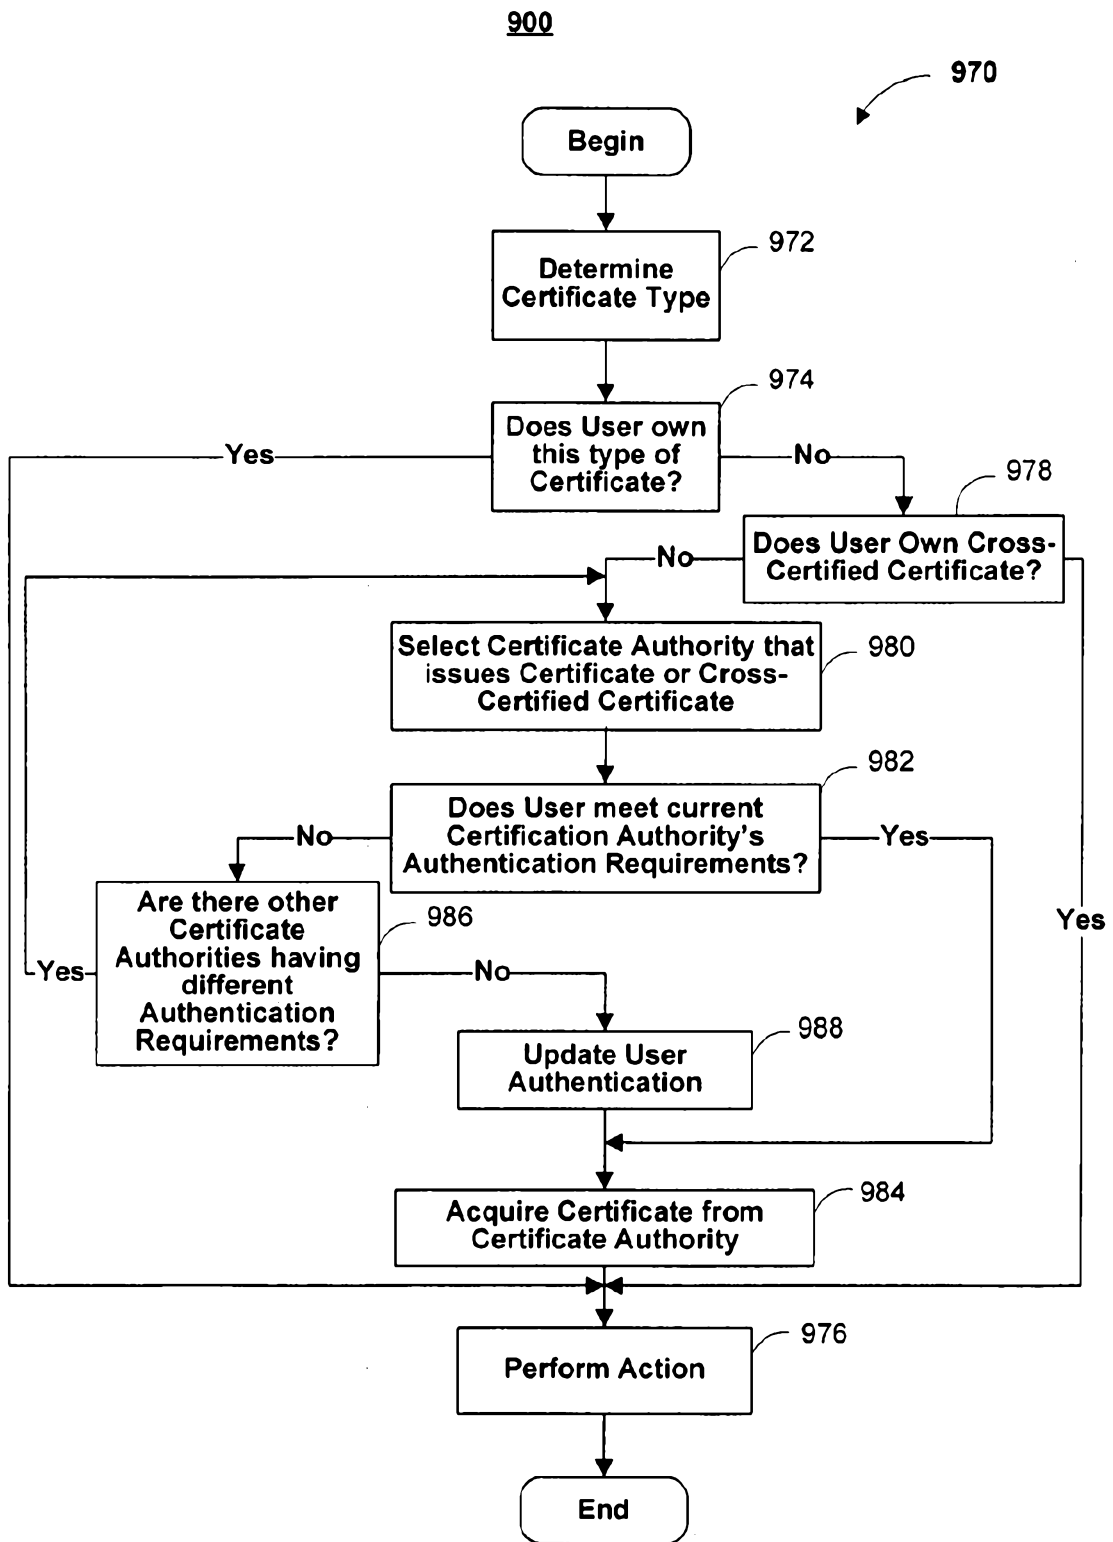 900
970
Begin
972
Determine
Certificate Type
974
Does User own
this type of
Certificate?
Yes
No
978
Does User Own Cross-
Certified Certificate?
No
Select Certificate Authority that
issues Certificate or Cross-
Certified Certificate
980
982
Does User meet current
Certification Authority's
Authentication Requirements?
No
Yes
Are there other
Certificate
Authorities having
different
Authentication
Requirements?
986
Yes
Yes
No
988
Update User
Authentication
984
Acquire Certificate from
Certificate Authority
976
Perform Action
End